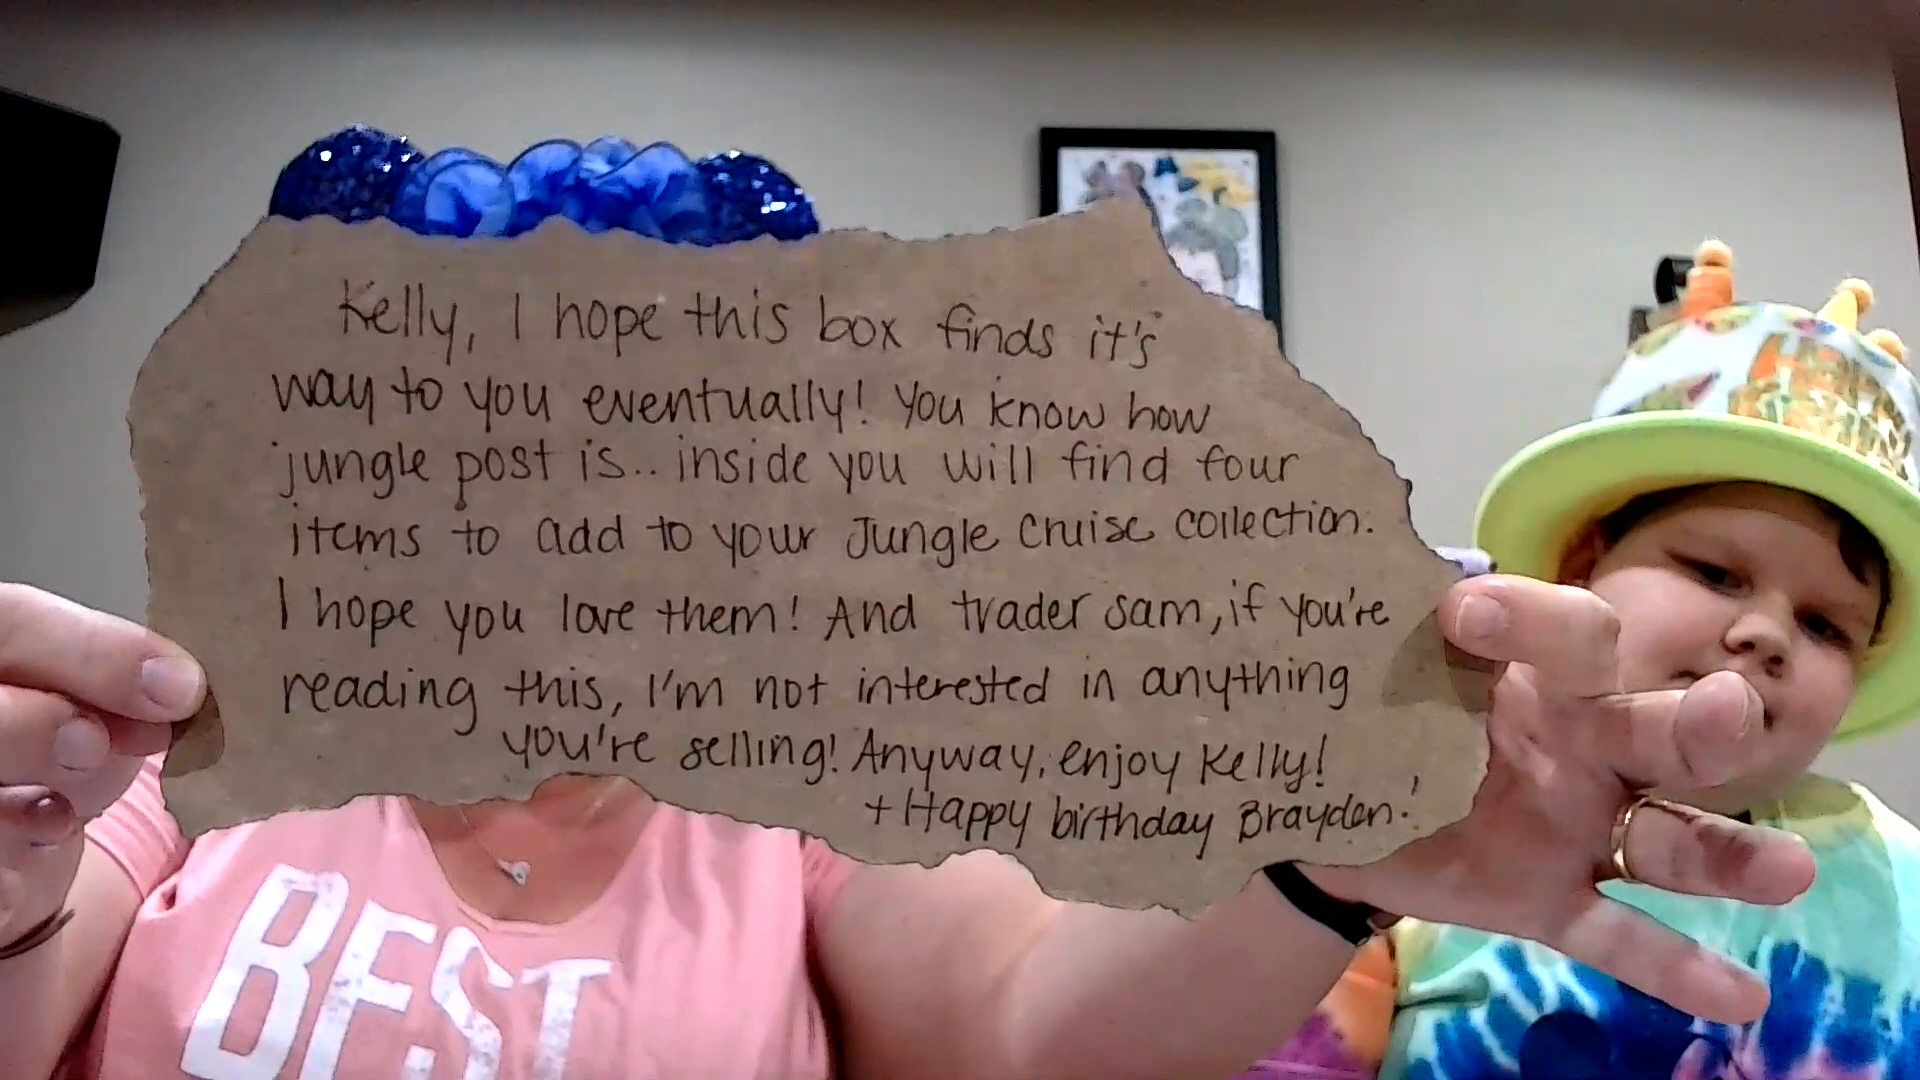 Kelly, I hope this box finds it's
way to you eventually! You know how
jungle post is.. inside you will find four
items to add to your Jungle Cruise collection.
I hope you love them! And trader sam, if you're
reading this, I'm not interested in anything
you're selling! Anyway, enjoy Kelly!
+ Happy birthday Brayden!
BEST